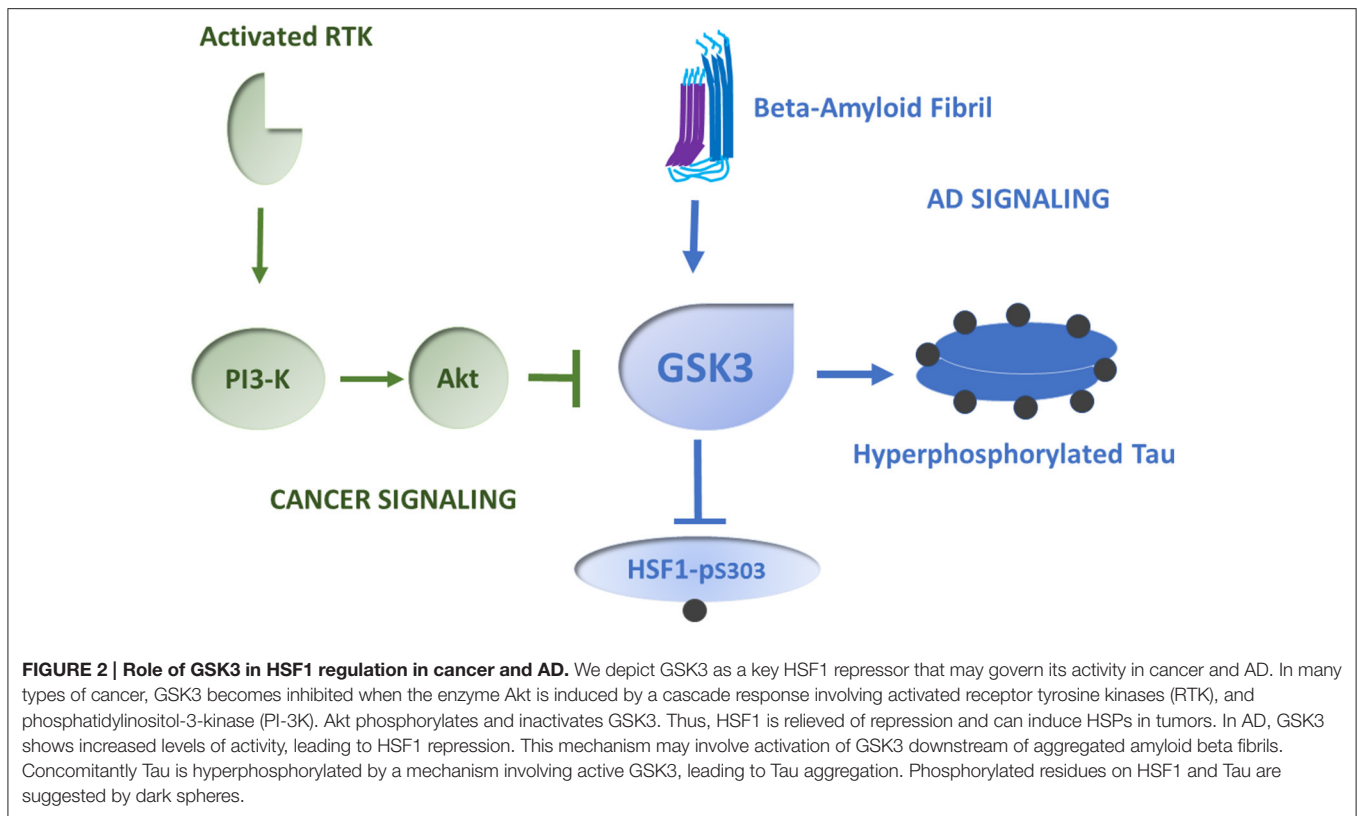 Activated RTK
Beta-Amyloid Fibril
AD SIGNALING
PI3-K
Akt
GSK3
Hyperphosphorylated Tau
CANCER SIGNALING
HSF1-pS303
FIGURE 2 | Role of GSK3 in HSF1 regulation in cancer and AD. We depict GSK3 as a key HSF1 repressor that may govern its activity in cancer and AD. In many
types of cancer, GSK3 becomes inhibited when the enzyme Akt is induced by a cascade response involving activated receptor tyrosine kinases (RTK), and
phosphatidylinositol-3-kinase (PI-3K). Akt phosphorylates and inactivates GSK3. Thus, HSF1 is relieved of repression and can induce HSPs in tumors. In AD, GSK3
shows increased levels of activity, leading to HSF1 repression. This mechanism may involve activation of GSK3 downstream of aggregated amyloid beta fibrils.
Concomitantly Tau is hyperphosphorylated by a mechanism involving active GSK3, leading to Tau aggregation. Phosphorylated residues on HSF1 and Tau are
suggested by dark spheres.